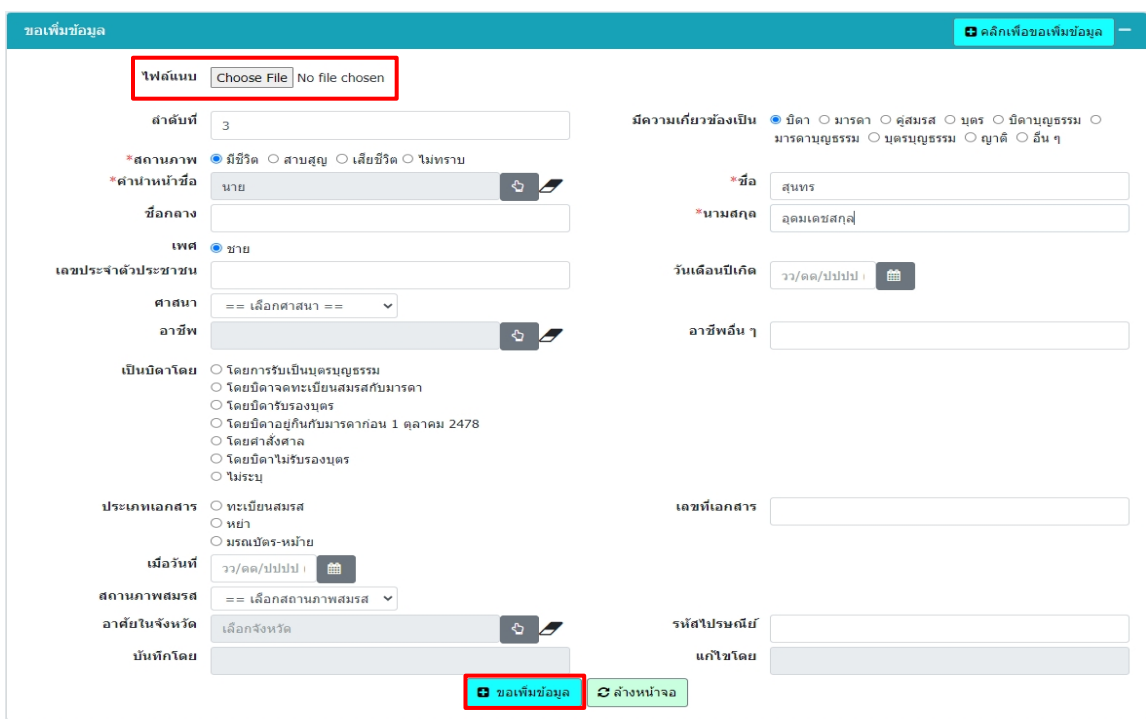 ขอเพิ่มข้อมูล คลิกเพื่อขอเพิ่มข้อมูล
ไฟล์แนบ Choose File No file chosen
ลำดับที่ 3 มีความเกี่ยวข้องเป็น บิดา มารดา คู่สมรส บุตร บิดาบุญธรรม
มารดาบุญธรรม บุตรบุญธรรม ญาติ อื่น ๆ
*สถานภาพ มีชีวิต สาบสูญ เสียชีวิต ไม่ทราบ
*คำนำหน้าชื่อ นาย *ชื่อ สุนทร
ชื่อกลาง *นามสกุล อุดมเดชสกุล
เพศ ชาย
เลขประจำตัวประชาชน วันเดือนปีเกิด วว/ดด/ปปปป
ศาสนา == เลือกศาสนา ==
อาชีพ อาชีพอื่น ๆ
เป็นบิดาโดย โดยการรับเป็นบุตรบุญธรรม
โดยบิดาจดทะเบียนสมรสกับมารดา
โดยบิดารับรองบุตร
โดยบิดาอยู่กินกับมารดาก่อน 1 ตุลาคม 2478
โดยคำสั่งศาล
โดยบิดาไม่รับรองบุตร
ไม่ระบุ
ประเภทเอกสาร ทะเบียนสมรส เลขที่เอกสาร
หย่า
มรณบัตร-หม้าย
เมื่อวันที่ วว/ดด/ปปปป
สถานภาพสมรส == เลือกสถานภาพสมรส
อาศัยในจังหวัด เลือกจังหวัด รหัสไปรษณีย์
บันทึกโดย แก้ไขโดย
ขอเพิ่มข้อมูล ล้างหน้าจอ